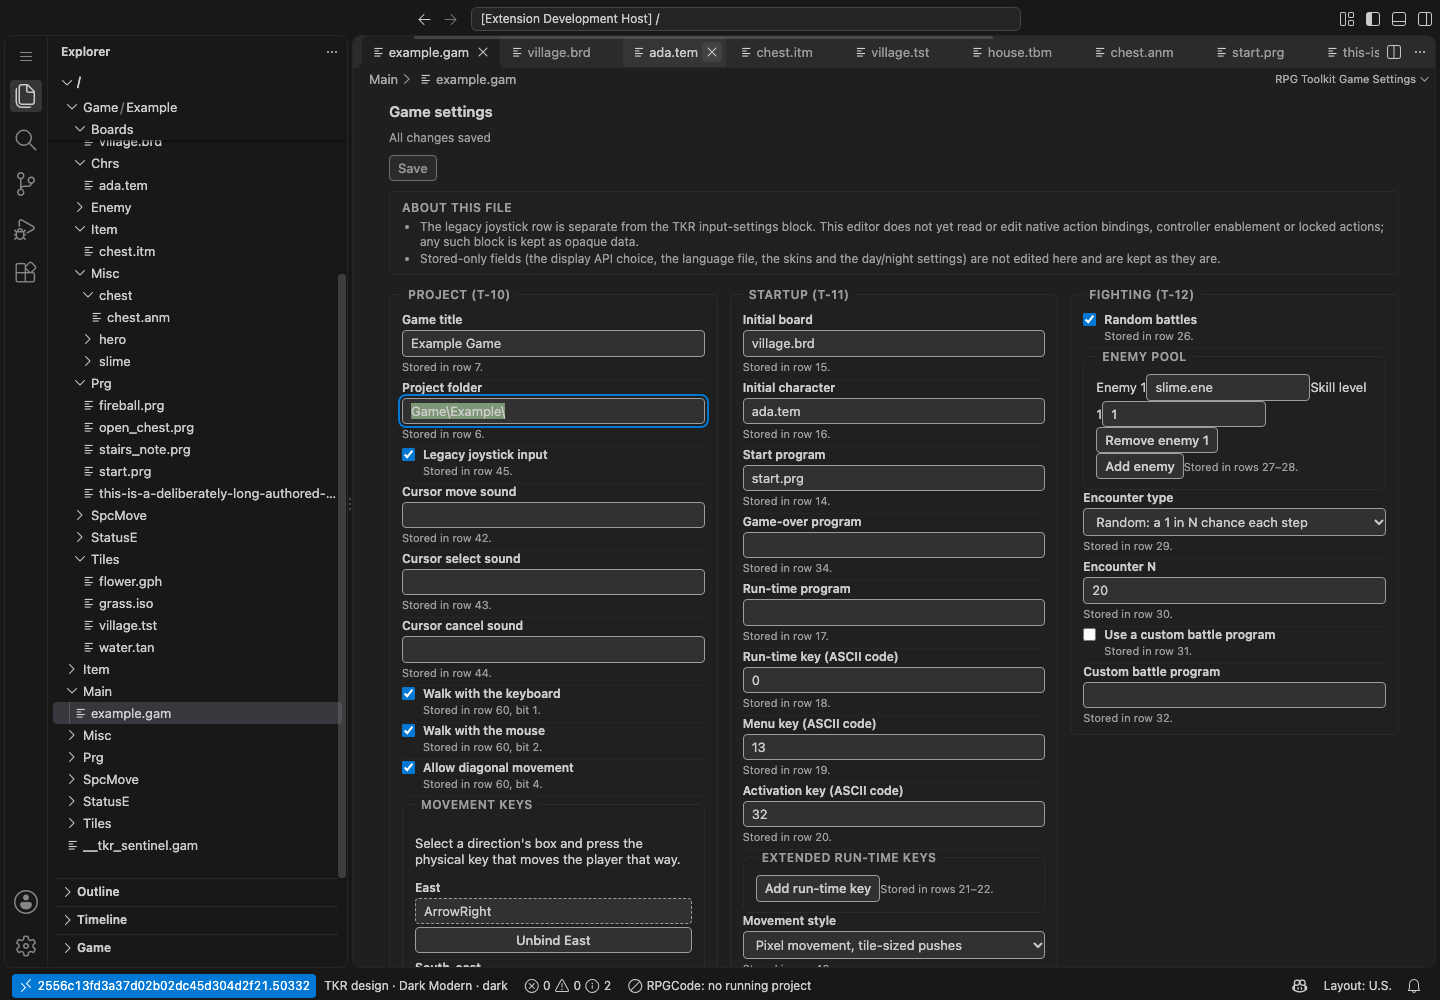 [Extension Development Host] /
Explorer
/
Game / Example
Boards
village.brd
Chrs
ada.tem
Enemy
Item
chest.itm
Misc
chest
chest.anm
hero
slime
Prg
fireball.prg
open_chest.prg
stairs_note.prg
start.prg
this-is-a-deliberately-long-authored-...
SpcMove
StatusE
Tiles
flower.gph
grass.iso
village.tst
water.tan
Item
Main
example.gam
Misc
Prg
SpcMove
StatusE
Tiles
__tkr_sentinel.gam
Outline
Timeline
Game
example.gam
village.brd
ada.tem
chest.itm
village.tst
house.tbm
chest.anm
start.prg
this-is
Main > example.gam
RPG Toolkit Game Settings
Game settings
All changes saved
Save
ABOUT THIS FILE
• The legacy joystick row is separate from the TKR input-settings block. This editor does not yet read or edit native action bindings, controller enablement or locked actions;
any such block is kept as opaque data.
• Stored-only fields (the display API choice, the language file, the skins and the day/night settings) are not edited here and are kept as they are.
PROJECT (T-10)
Game title
Example Game
Stored in row 7.
Project folder
Game\Example\
Stored in row 6.
Legacy joystick input
Stored in row 45.
Cursor move sound
Stored in row 42.
Cursor select sound
Stored in row 43.
Cursor cancel sound
Stored in row 44.
Walk with the keyboard
Stored in row 60, bit 1.
Walk with the mouse
Stored in row 60, bit 2.
Allow diagonal movement
Stored in row 60, bit 4.
MOVEMENT KEYS
Select a direction's box and press the
physical key that moves the player that way.
East
ArrowRight
Unbind East
South-east
STARTUP (T-11)
Initial board
village.brd
Stored in row 15.
Initial character
ada.tem
Stored in row 16.
Start program
start.prg
Stored in row 14.
Game-over program
Stored in row 34.
Run-time program
Stored in row 17.
Run-time key (ASCII code)
0
Stored in row 18.
Menu key (ASCII code)
13
Stored in row 19.
Activation key (ASCII code)
32
Stored in row 20.
EXTENDED RUN-TIME KEYS
Add run-time key Stored in rows 21–22.
Movement style
Pixel movement, tile-sized pushes
FIGHTING (T-12)
Random battles
Stored in row 26.
ENEMY POOL
Enemy 1 slime.ene Skill level
1 1
Remove enemy 1
Add enemy Stored in rows 27–28.
Encounter type
Random: a 1 in N chance each step
Stored in row 29.
Encounter N
20
Stored in row 30.
Use a custom battle program
Stored in row 31.
Custom battle program
Stored in row 32.
2556c13fd3a37d02b02dc45d304d2f21.50332
TKR design · Dark Modern · dark
0 0 2
RPGCode: no running project
Layout: U.S.